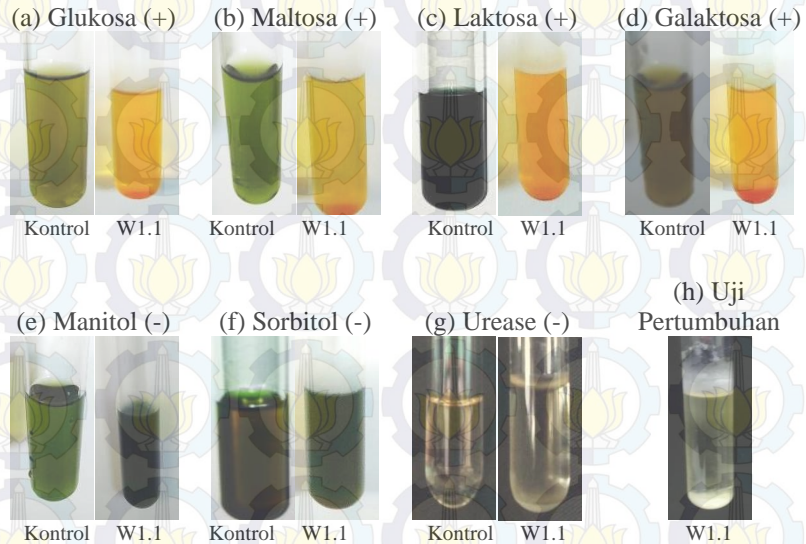 (a) Glukosa (+) (b) Maltosa (+) (c) Laktosa (+) (d) Galaktosa (+)
Kontrol W1.1 Kontrol W1.1 Kontrol W1.1 Kontrol W1.1
(h) Uji
(e) Manitol (-) (f) Sorbitol (-) (g) Urease (-) Pertumbuhan
Kontrol W1.1 Kontrol W1.1 Kontrol W1.1 W1.1